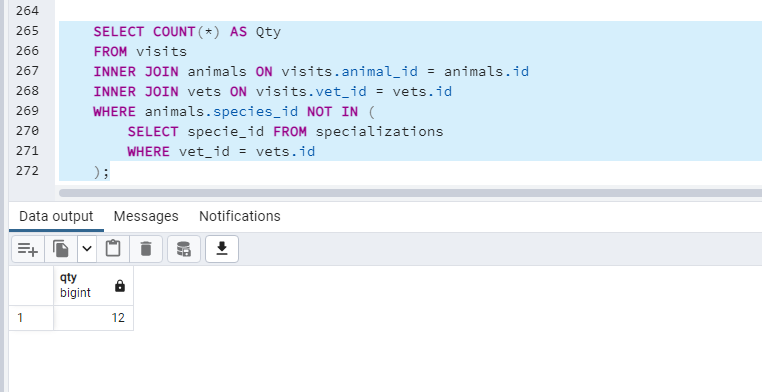 264
265 SELECT COUNT(*) AS Qty
266 FROM visits
267 INNER JOIN animals ON visits.animal_id = animals.id
268 INNER JOIN vets ON visits.vet_id = vets.id
269 WHERE animals.species_id NOT IN (
270 SELECT specie_id FROM specializations
271 WHERE vet_id = vets.id
272 );
Data output Messages Notifications
qty
bigint
1 12